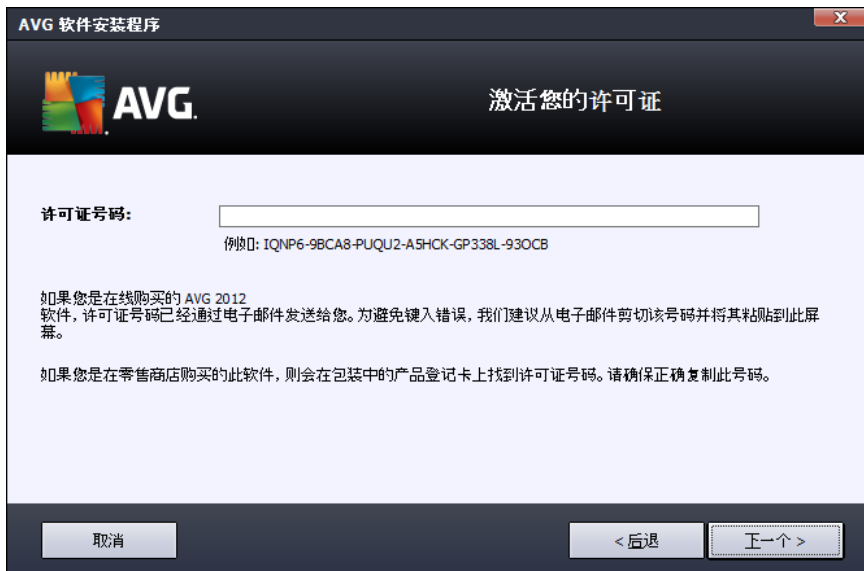 AVG 软件安装程序
AVG.
激活您的许可证
许可证号码:
例如: IQNP6-9BCA8-PUQU2-A5HCK-GP338L-93OCB
如果您是在线购买的 AVG 2012
软件, 许可证号码已经通过电子邮件发送给您。为避免键入错误, 我们建议从电子邮件剪切该号码并将其粘贴到此屏
幕。
如果您是在零售商店购买的此软件, 则会在包装中的产品登记卡上找到许可证号码。请确保正确复制此号码。
取消
<后退
下一个 >